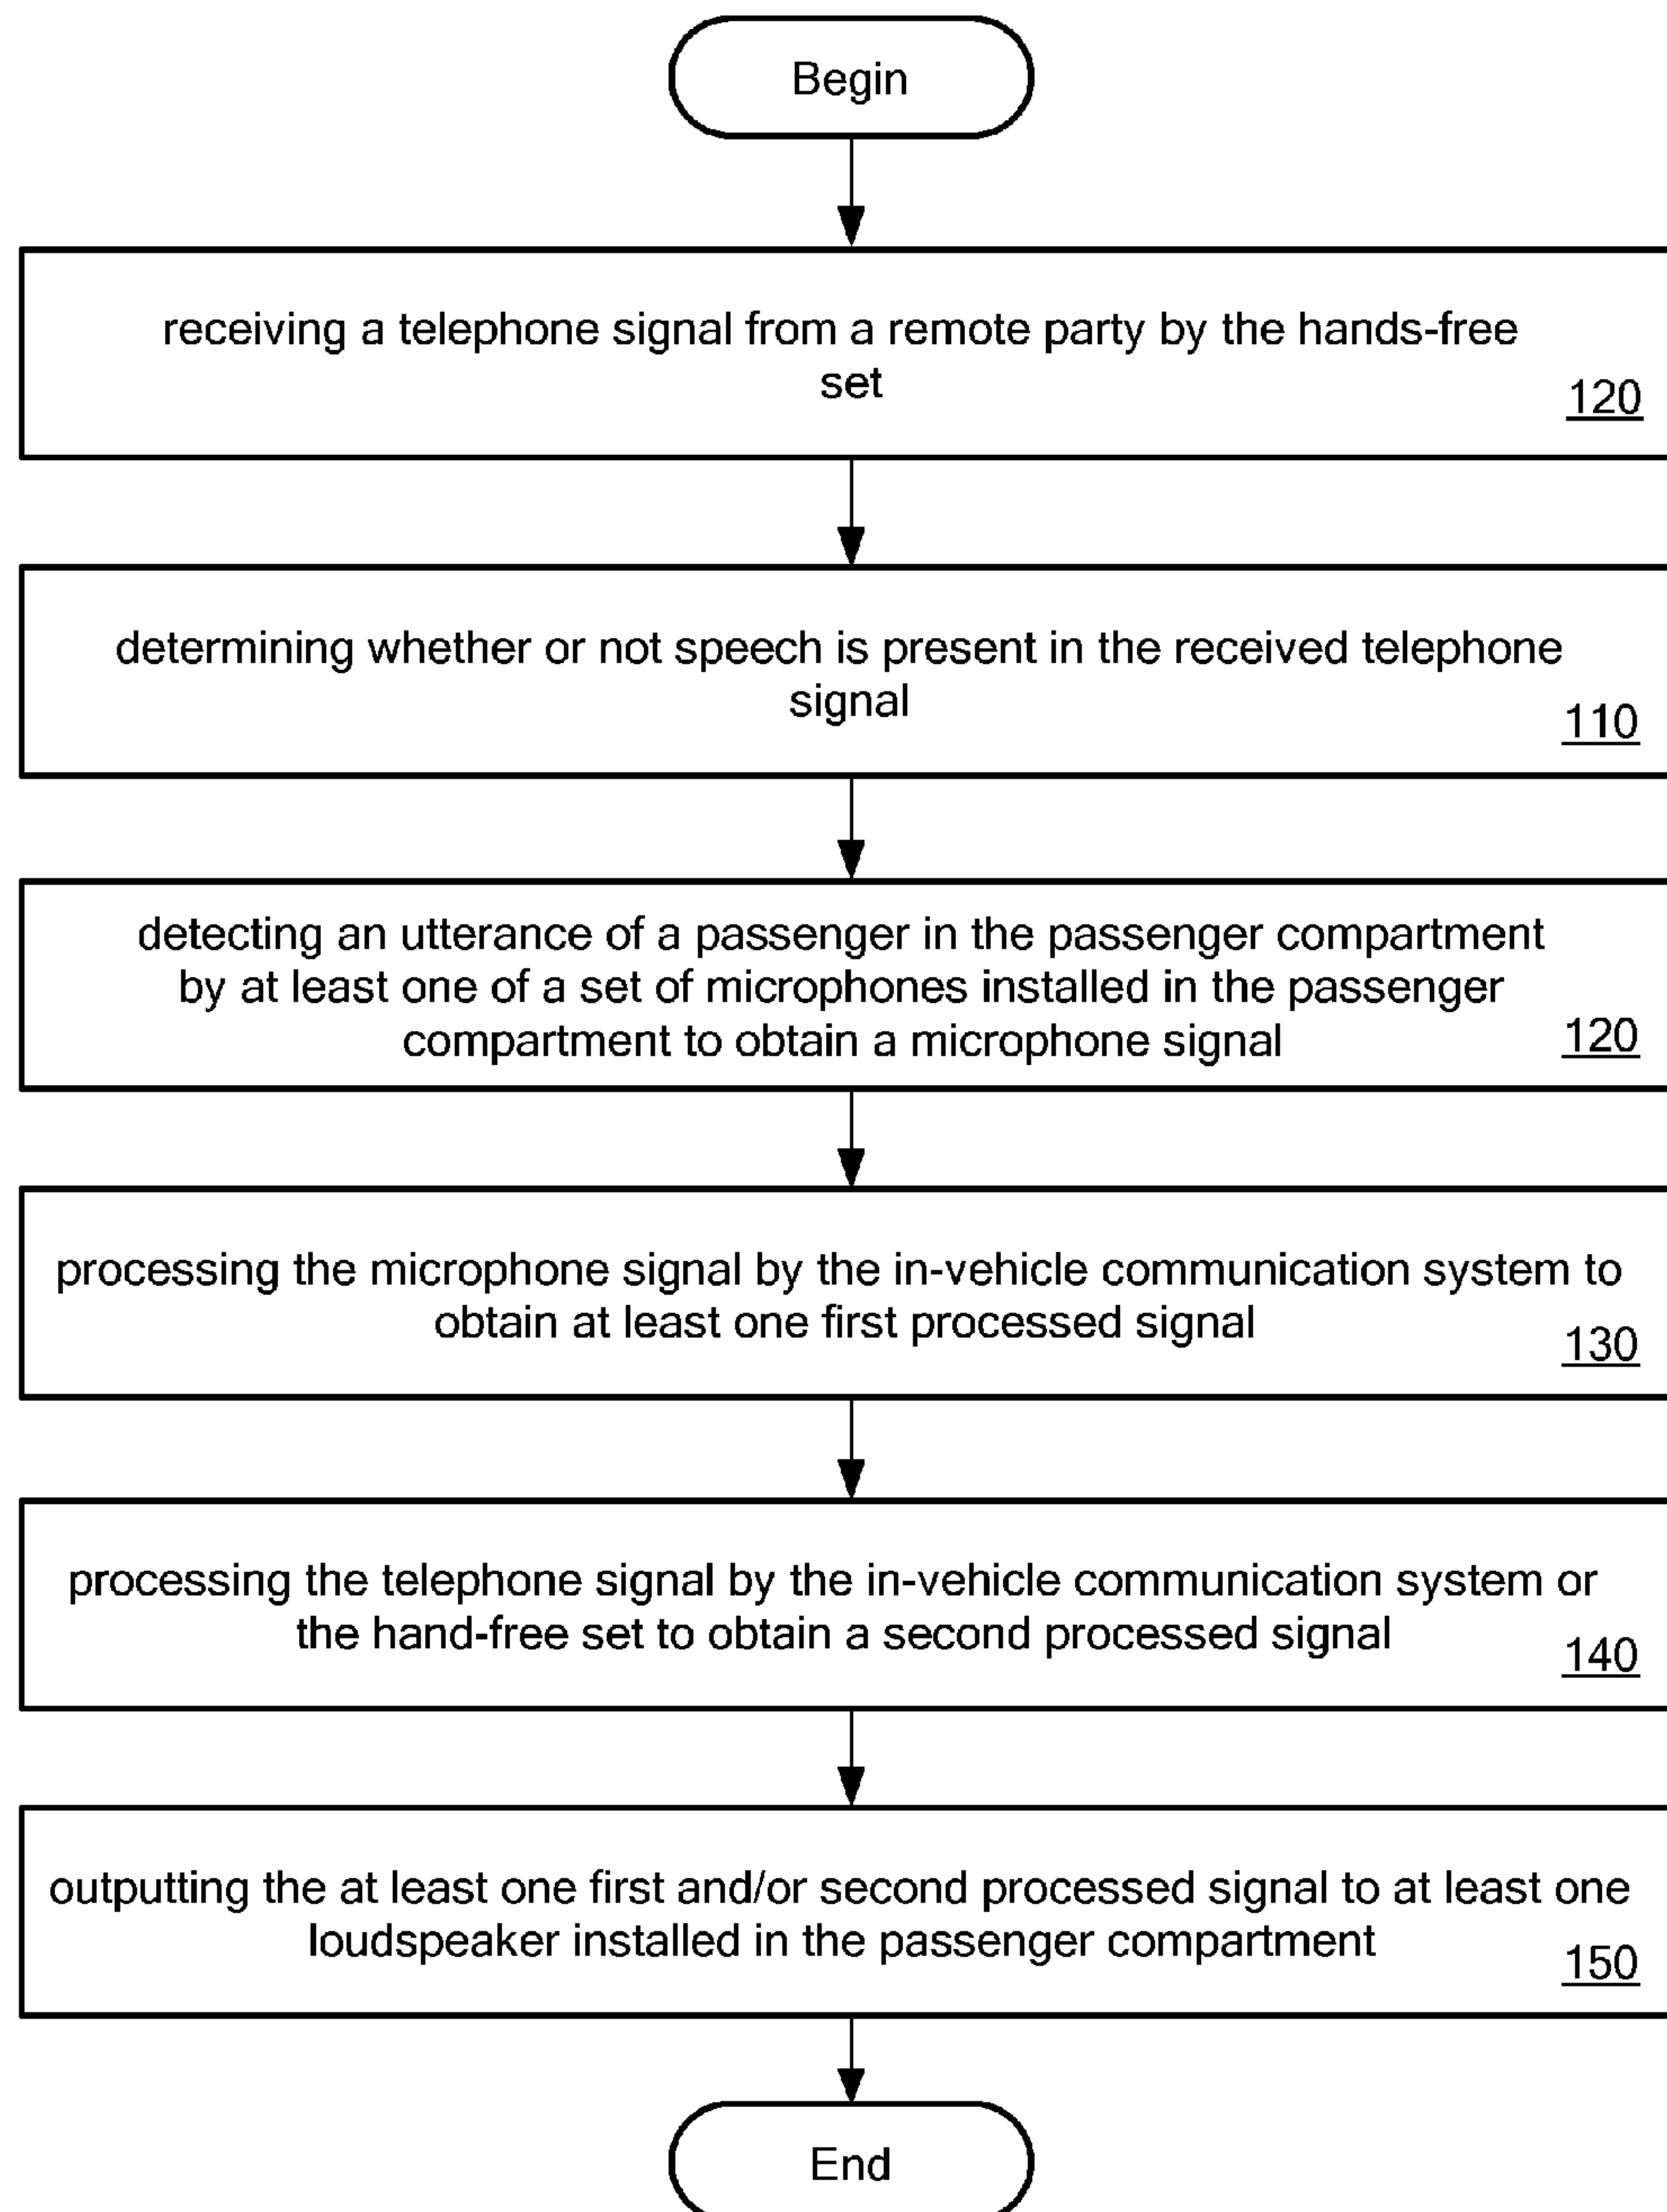 Begin
receiving a telephone signal from a remote party by the hands-free
set
120
determining whether or not speech is present in the received telephone
signal
110
detecting an utterance of a passenger in the passenger compartment
by at least one of a set of microphones installed in the passenger
compartment to obtain a microphone signal
120
processing the microphone signal by the in-vehicle communication system to
obtain at least one first processed signal
130
processing the telephone signal by the in-vehicle communication system or
the hand-free set to obtain a second processed signal
140
outputting the at least one first and/or second processed signal to at least one
loudspeaker installed in the passenger compartment
150
End